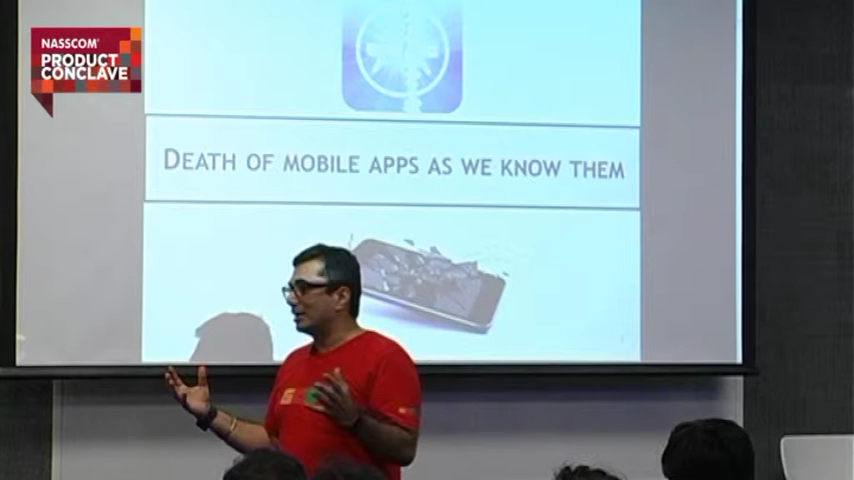 NASSCOM®
PRODUCT
CONCLAVE
DEATH OF MOBILE APPS AS WE KNOW THEM